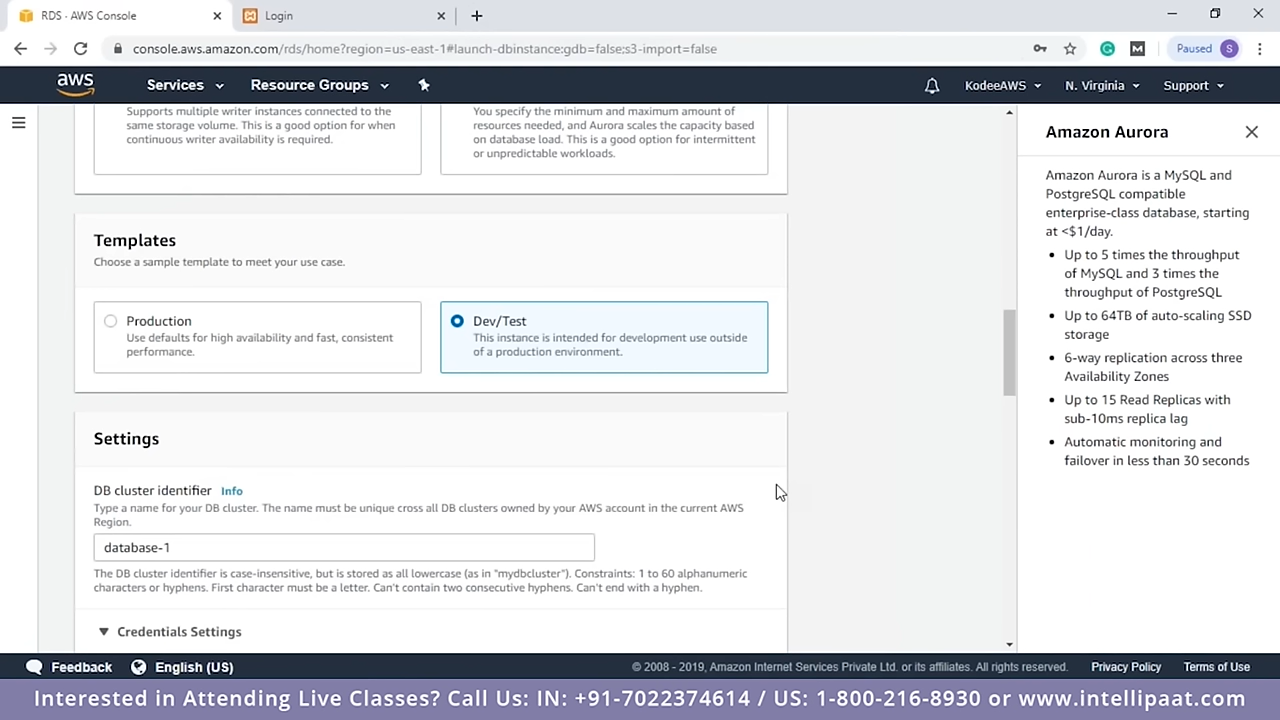 RDS · AWS Console
Login
console.aws.amazon.com/rds/home?region=us-east-1#launch-dbinstance:gdb=false;s3-import=false
Paused
S
aws
Services
Resource Groups
KodeeAWS
N. Virginia
Support
Supports multiple writer instances connected to the
same storage volume. This is a good option for when
continuous writer availability is required.
You specify the minimum and maximum amount of
resources needed, and Aurora scales the capacity based
on database load. This is a good option for intermittent
or unpredictable workloads.
Templates
Choose a sample template to meet your use case.
Production
Use defaults for high availability and fast, consistent
performance.
Dev/Test
This instance is intended for development use outside
of a production environment.
Settings
DB cluster identifier Info
Type a name for your DB cluster. The name must be unique cross all DB clusters owned by your AWS account in the current AWS
Region.
database-1
The DB cluster identifier is case-insensitive, but is stored as all lowercase (as in "mydbcluster"). Constraints: 1 to 60 alphanumeric
characters or hyphens. First character must be a letter. Can't contain two consecutive hyphens. Can't end with a hyphen.
Credentials Settings
Amazon Aurora
Amazon Aurora is a MySQL and
PostgreSQL compatible
enterprise-class database, starting
at <$1/day.
• Up to 5 times the throughput
of MySQL and 3 times the
throughput of PostgreSQL
• Up to 64TB of auto-scaling SSD
storage
• 6-way replication across three
Availability Zones
• Up to 15 Read Replicas with
sub-10ms replica lag
• Automatic monitoring and
failover in less than 30 seconds
Feedback
English (US)
© 2008 - 2019, Amazon Internet Services Private Ltd. or its affiliates. All rights reserved.
Privacy Policy
Terms of Use
Interested in Attending Live Classes? Call Us: IN: +91-7022374614 / US: 1-800-216-8930 or www.intellipaat.com